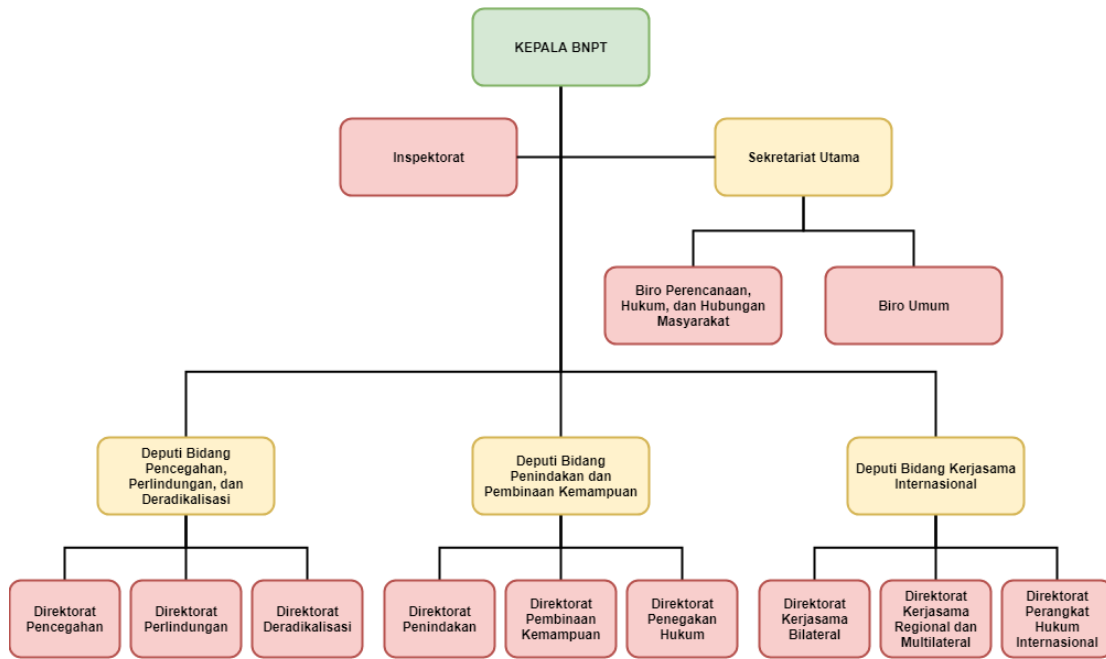 KEPALA BNPT
Inspektorat
Sekretariat Utama
Biro Perencanaan,
Hukum, dan Hubungan
Masyarakat
Biro Umum
Deputi Bidang
Pencegahan,
Perlindungan, dan
Deradikalisasi
Deputi Bidang
Penindakan dan
Pembinaan Kemampuan
Deputi Bidang Kerjasama
Internasional
Direktorat
Pencegahan
Direktorat
Perlindungan
Direktorat
Deradikalisasi
Direktorat
Penindakan
Direktorat
Pembinaan
Kemampuan
Direktorat
Penegakan
Hukum
Direktorat
Kerjasama
Bilateral
Direktorat
Kerjasama
Regional dan
Multilateral
Direktorat
Perangkat
Hukum
Internasional